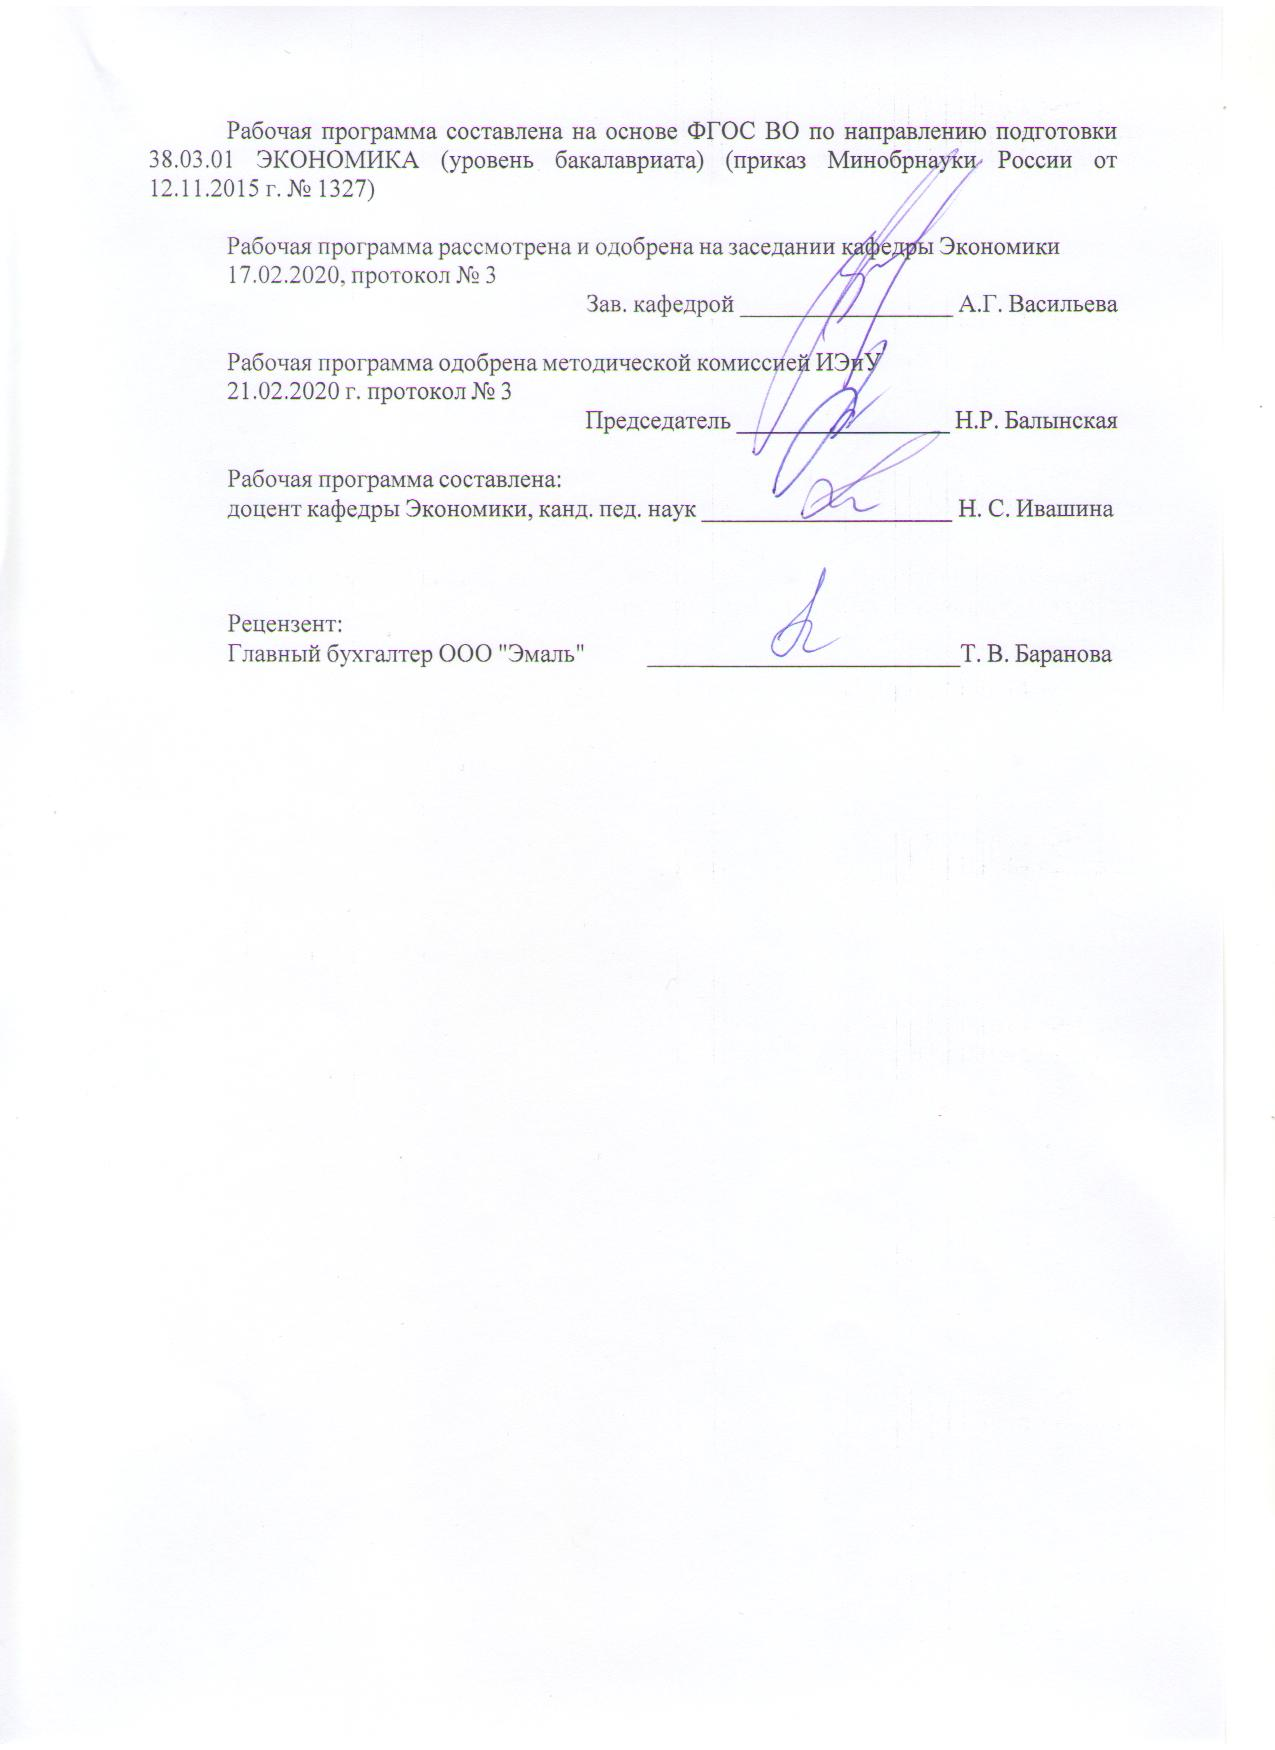 Рабочая программа составлена на основе ФГОС ВО по направлению подготовки
38.03.01 ЭКОНОМИКА (уровень бакалавриата) (приказ Минобрнауки России от
12.11.2015 г. № 1327)
Рабочая программа рассмотрена и одобрена на заседании кафедры Экономики
17.02.2020, протокол № 3
Зав. кафедрой _________________ А.Г. Васильева
Рабочая программа одобрена методической комиссией ИЭиУ
21.02.2020 г. протокол № 3
Председатель _________________ Н.Р. Балынская
Рабочая программа составлена:
доцент кафедры Экономики, канд. пед. наук ____________________ Н. С. Ивашина
Рецензент:
Главный бухгалтер ООО "Эмаль" _________________________Т. В. Баранова